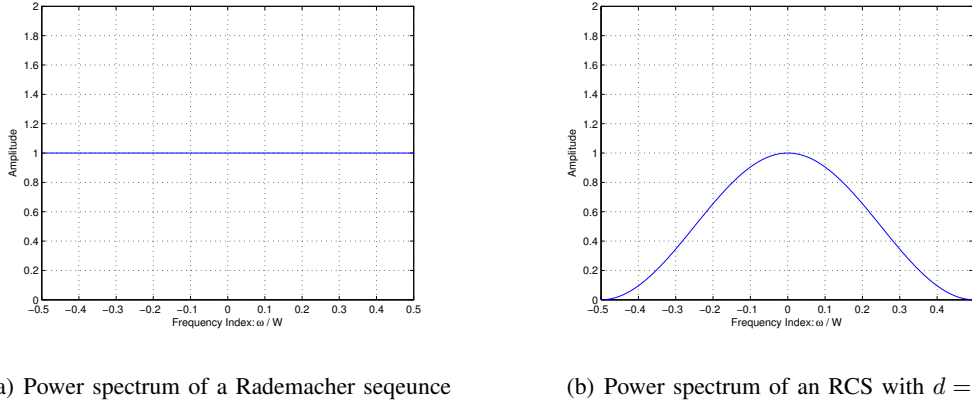 2
2
1.8
1.8
1.6
1.6
1.4
1.4
1.2
1.2
1
1
0.8
0.8
0.6
0.6
0.4
0.4
0.2
0.2
0
0
−0.5 −0.4 −0.3 −0.2 −0.1 0 0.1 0.2 0.3 0.4 0.5
−0.5 −0.4 −0.3 −0.2 −0.1 0 0.1 0.2 0.3 0.4
Amplitude
Amplitude
Frequency Index: ω / W
Frequency Index: ω / W
) Power spectrum of a Rademacher seqeunce
(b) Power spectrum of an RCS with d =